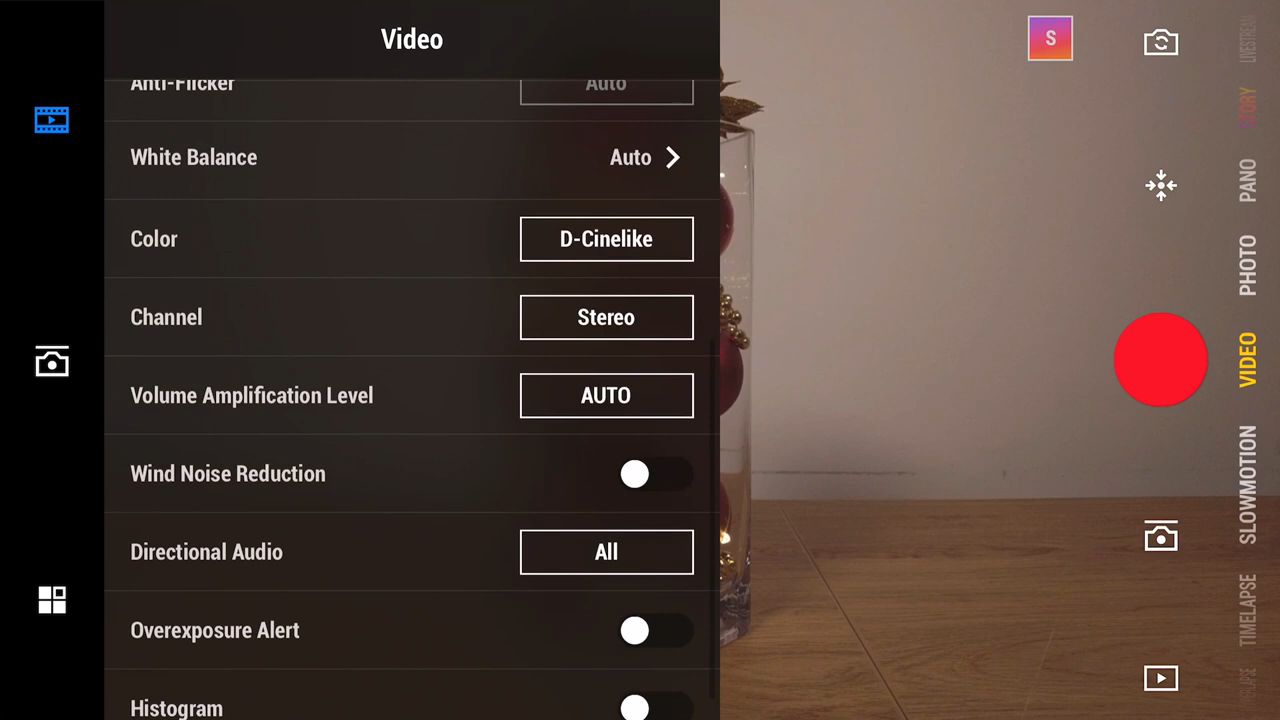 Video
Anti-Flicker Auto
White Balance Auto
Color D-Cinelike
Channel Stereo
Volume Amplification Level AUTO
Wind Noise Reduction
Directional Audio All
Overexposure Alert
Histogram
S
LIVESTREAM
STORY
PANO
PHOTO
VIDEO
SLOWMOTION
TIMELAPSE